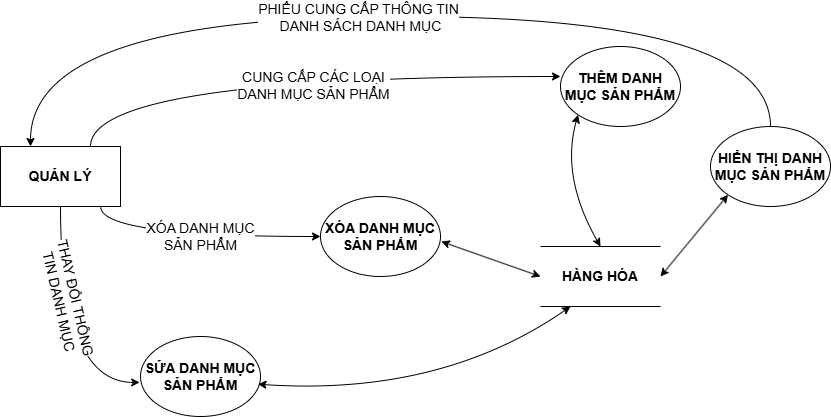 PHIẾU CUNG CẤP THÔNG TIN
DANH SÁCH DANH MỤC
CUNG CẤP CÁC LOẠI
DANH MỤC SẢN PHẨM
THÊM DANH
MỤC SẢN PHẨM
HIỂN THỊ DANH
MỤC SẢN PHẨM
QUẢN LÝ
XÓA DANH MỤC
SẢN PHẨM
XÓA DANH MỤC
SẢN PHẨM
HÀNG HÓA
THAY ĐỔI THÔNG
TIN DANH MỤC
SỬA DANH MỤC
SẢN PHẨM